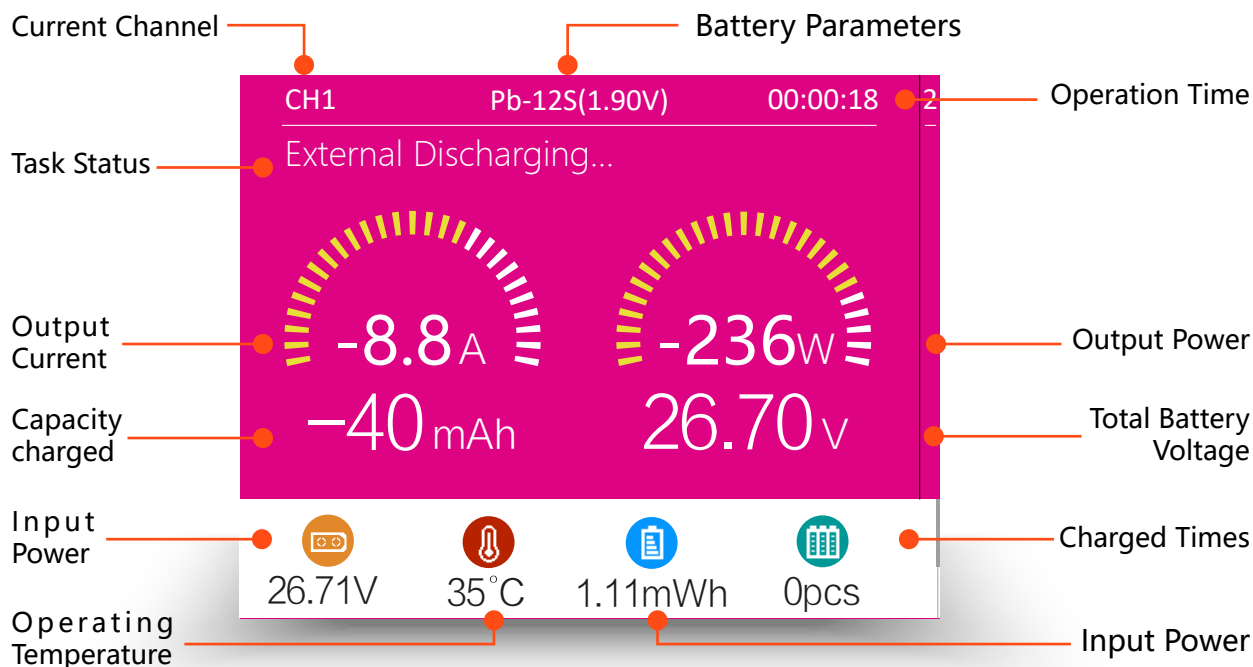 Current Channel
Battery Parameters
CH1
Pb-12S(1.90V)
00:00:18
2
Operation Time
Task Status
External Discharging...
Output
Current
-8.8A
-236W
Output Power
Capacity
charged
-40mAh
26.70V
Total Battery
Voltage
Input
Power
26.71V
35°C
1.11mWh
0pcs
Charged Times
Operating
Temperature
Input Power